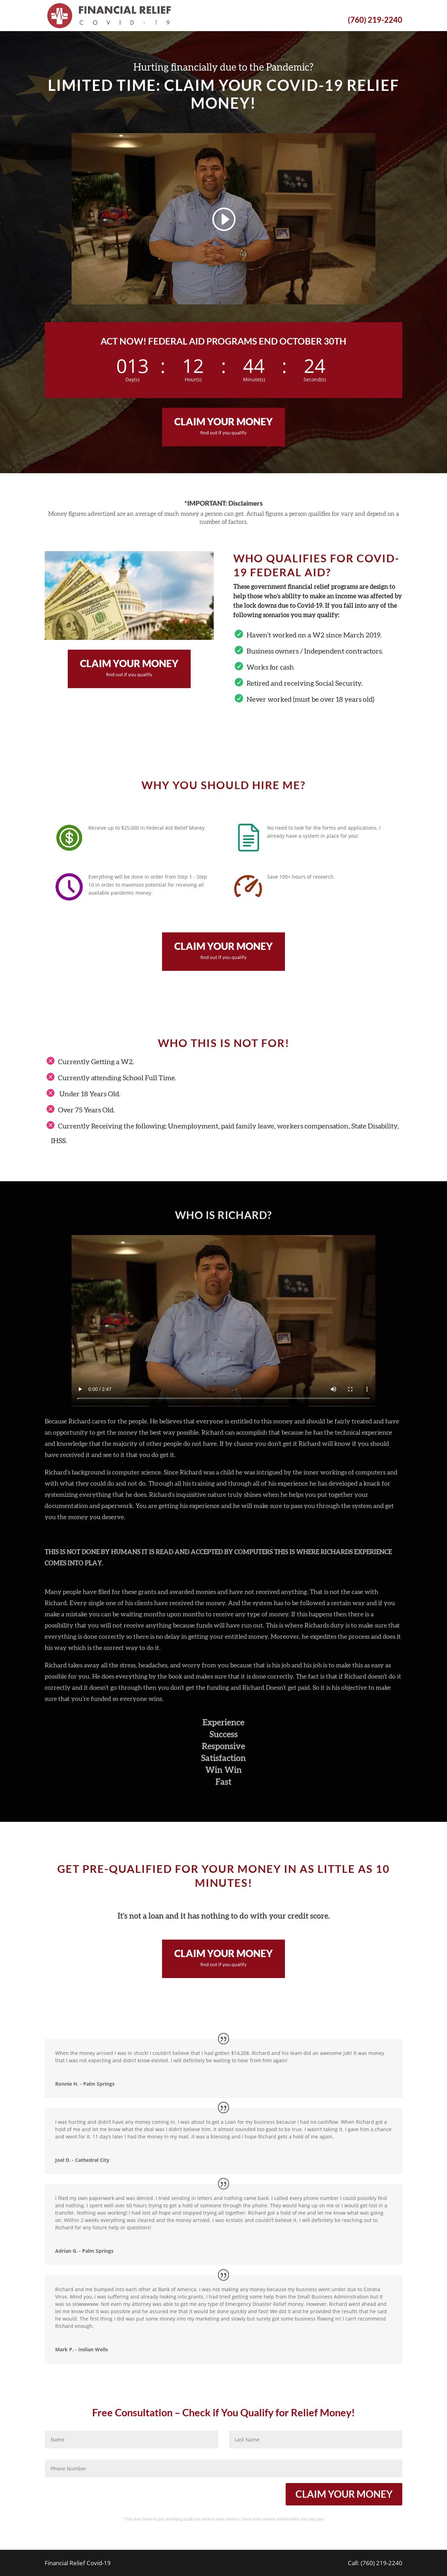 FINANCIAL RELIEF
COVID-19
(760) 219-2240
Hurting financially due to the Pandemic?
LIMITED TIME: CLAIM YOUR COVID-19 RELIEF
MONEY!
ACT NOW! FEDERAL AID PROGRAMS END OCTOBER 30TH
013 : 12 : 44 : 24
Day(s) Hour(s) Minute(s) Second(s)
CLAIM YOUR MONEY
find out if you qualify
*IMPORTANT: Disclaimers
Money figures advertized are an average of much money a person can get. Actual figures a person qualifies for vary and depend on a
number of factors.
CLAIM YOUR MONEY
find out if you qualify
WHO QUALIFIES FOR COVID-
19 FEDERAL AID?
These government financial relief programs are design to
help those who's ability to make an income was affected by
the lock downs due to Covid-19. If you fall into any of the
following scenarios you may qualify:
Haven't worked on a W2 since March 2019.
Business owners / Independent contractors.
Works for cash
Retired and receiving Social Security.
Never worked (must be over 18 years old)
WHY YOU SHOULD HIRE ME?
Receive up to $25,000 in Federal Aid Relief Money
No need to look for the forms and applications. I
already have a system in place for you!
Everything will be done in order from Step 1 - Step
10 in order to maximize potential for receiving all
available pandemic money.
Save 100+ hours of research.
CLAIM YOUR MONEY
find out if you qualify
WHO THIS IS NOT FOR!
Currently Getting a W2.
Currently attending School Full Time.
Under 18 Years Old.
Over 75 Years Old.
Currently Receiving the following; Unemployment, paid family leave, workers compensation, State Disability,
IHSS.
WHO IS RICHARD?
0:00 / 2:47
Because Richard cares for the people. He believes that everyone is entitled to this money and should be fairly treated and have
an opportunity to get the money the best way possible. Richard can accomplish that because he has the technical experience
and knowledge that the majority of other people do not have. If by chance you don't get it Richard will know if you should
have received it and see to it that you do get it.
Richard's background is computer science. Since Richard was a child he was intrigued by the inner workings of computers and
with what they could do and not do. Through all his training and through all of his experience he has developed a knack for
systemizing everything that he does. Richard's inquisitive nature truly shines when he helps you put together your
documentation and paperwork. You are getting his experience and he will make sure to pass you through the system and get
you the money you deserve.
THIS IS NOT DONE BY HUMANS IT IS READ AND ACCEPTED BY COMPUTERS THIS IS WHERE RICHARDS EXPERIENCE
COMES INTO PLAY.
Many people have filed for these grants and awarded monies and have not received anything. That is not the case with
Richard. Every single one of his clients have received the money. And the system has to be followed a certain way and if you
make a mistake you can be waiting months upon months to receive any type of money. If this happens then there is a
possibility that you will not receive anything because funds will have run out. This is where Richards duty is to make sure that
everything is done correctly so there is no delay in getting your entitled money. Moreover, he expedites the process and does it
his way which is the correct way to do it.
Richard takes away all the stress, headaches, and worry from you because that is his job and his job is to make this as easy as
possible for you. He does everything by the book and makes sure that it is done correctly. The fact is that if Richard doesn't do it
correctly and it doesn't go through then you don't get the funding and Richard Doesn't get paid. So it is his objective to make
sure that you're funded so everyone wins.
Experience
Success
Responsive
Satisfaction
Win Win
Fast
GET PRE-QUALIFIED FOR YOUR MONEY IN AS LITTLE AS 10
MINUTES!
It's not a loan and it has nothing to do with your credit score.
CLAIM YOUR MONEY
find out if you qualify
When the money arrived I was in shock! I couldn't believe that I had gotten $14,208. Richard and his team did an awesome job! It was money
that I was not expecting and didn't know existed. I will definitely be waiting to hear from him again!
Ronnie H. - Palm Springs
I was hurting and didn't have any money coming in. I was about to get a Loan for my business because I had no cashflow. When Richard got a
hold of me and let me know what the deal was I didn't believe him. It almost sounded too good to be true. I wasn't taking it. I gave him a chance
and went for it. 11 day's later I had the money in my mail. It was a blessing and I hope Richard gets a hold of me again.
Joel D. - Cathedral City
I filed my own paperwork and was denied. I tried sending in letters and nothing came back. I called every phone number I could possibly find
and nothing. I spent well over 60 hours trying to get a hold of someone through the phone. They would hang up on me or I would get lost in a
transfer. Nothing was working! I had lost all hope and stopped trying all together. Richard got a hold of me and let me know what was going
on. Within 2 weeks everything was cleared and the money arrived. I was ecstatic and couldn't believe it. I will definitely be reaching out to
Richard for any future help or questions!
Adrian G. - Palm Springs
Richard and me bumped into each other at Bank of America. I was not making any money because my business went under due to Corona
Virus. Mind you, I was suffering and already looking into grants. I had tried getting some help from the Small Business Administration but it
was so slowwwww. Not even my attorney was able to get me any type of Emergency Disaster Relief money. However, Richard went ahead and
let me know that it was possible and he assured me that it would be done quickly and fast! We did it and he provided the results that he said
he would. The first thing I did was put some money into my marketing and slowly but surely got some business flowing in! I can't recommend
Richard enough.
Mark P. - Indian Wells
Free Consultation – Check if You Qualify for Relief Money!
Name
Last Name
Phone Number
CLAIM YOUR MONEY
Financial Relief Covid-19
Call: (760) 219-2240